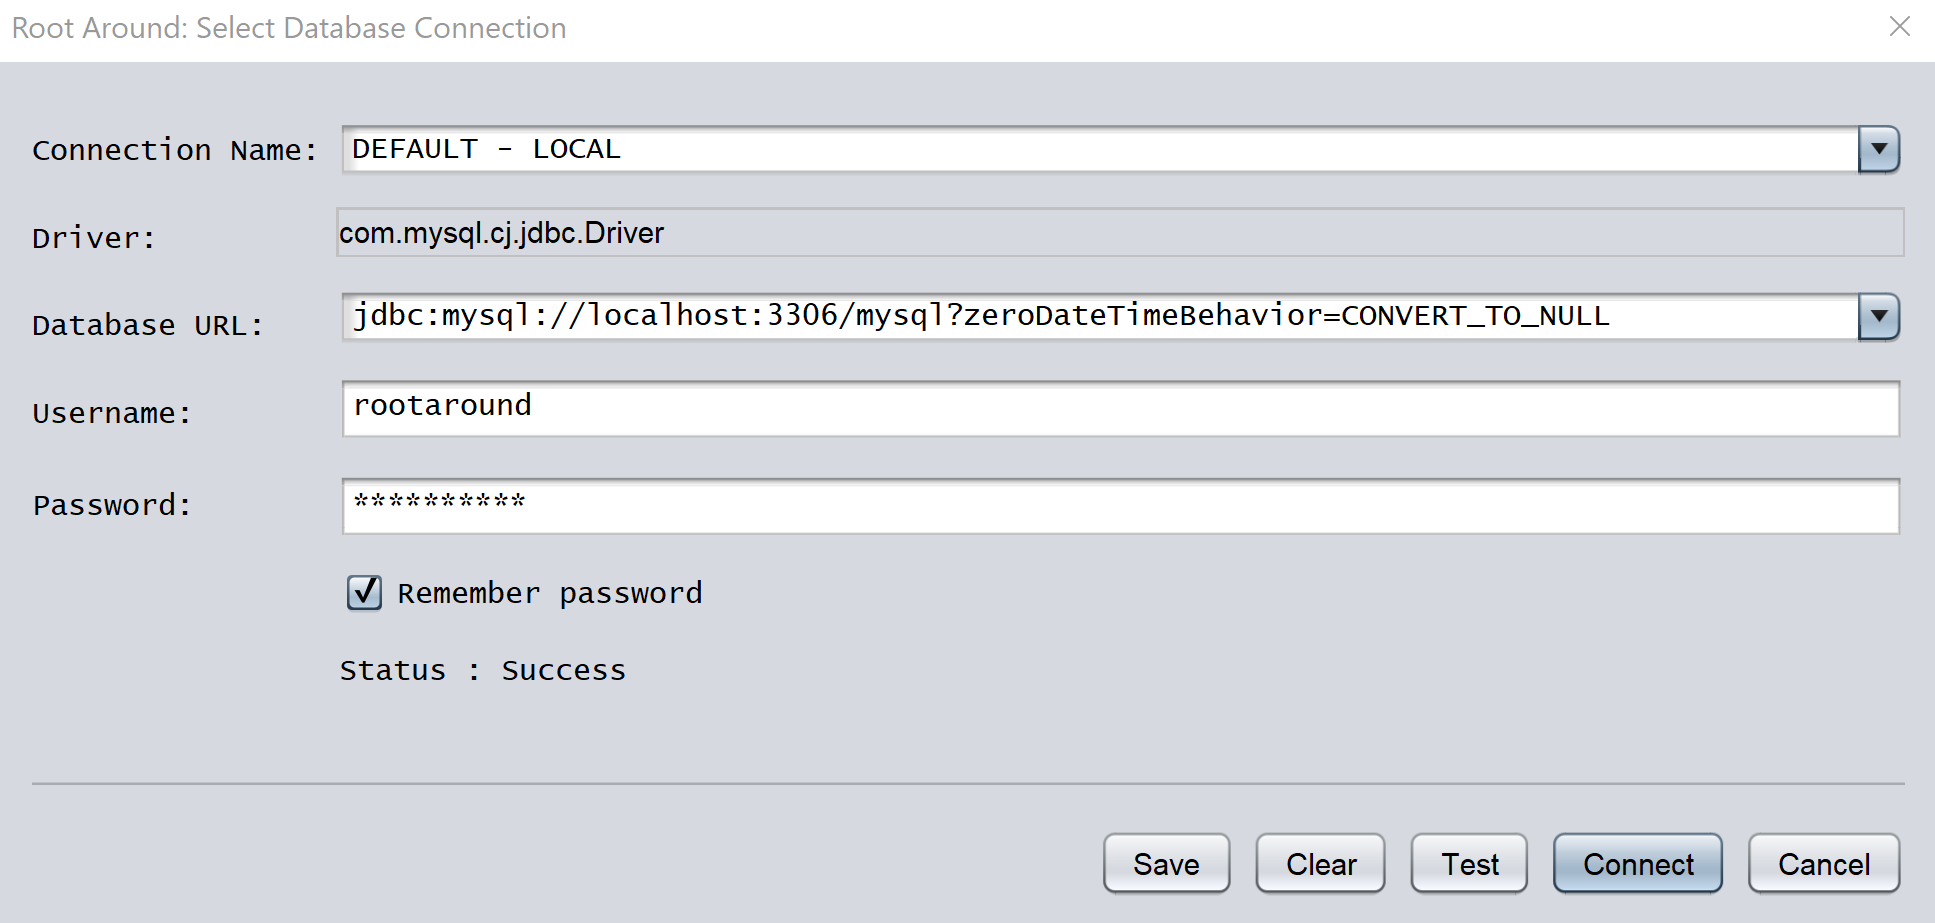 Root Around: Select Database Connection
Connection Name: DEFAULT - LOCAL
Driver: com.mysql.cj.jdbc.Driver
Database URL: jdbc:mysql://localhost:3306/mysql?zeroDateTimeBehavior=CONVERT_TO_NULL
Username: rootaround
Password: **********
Remember password
Status : Success
Save Clear Test Connect Cancel